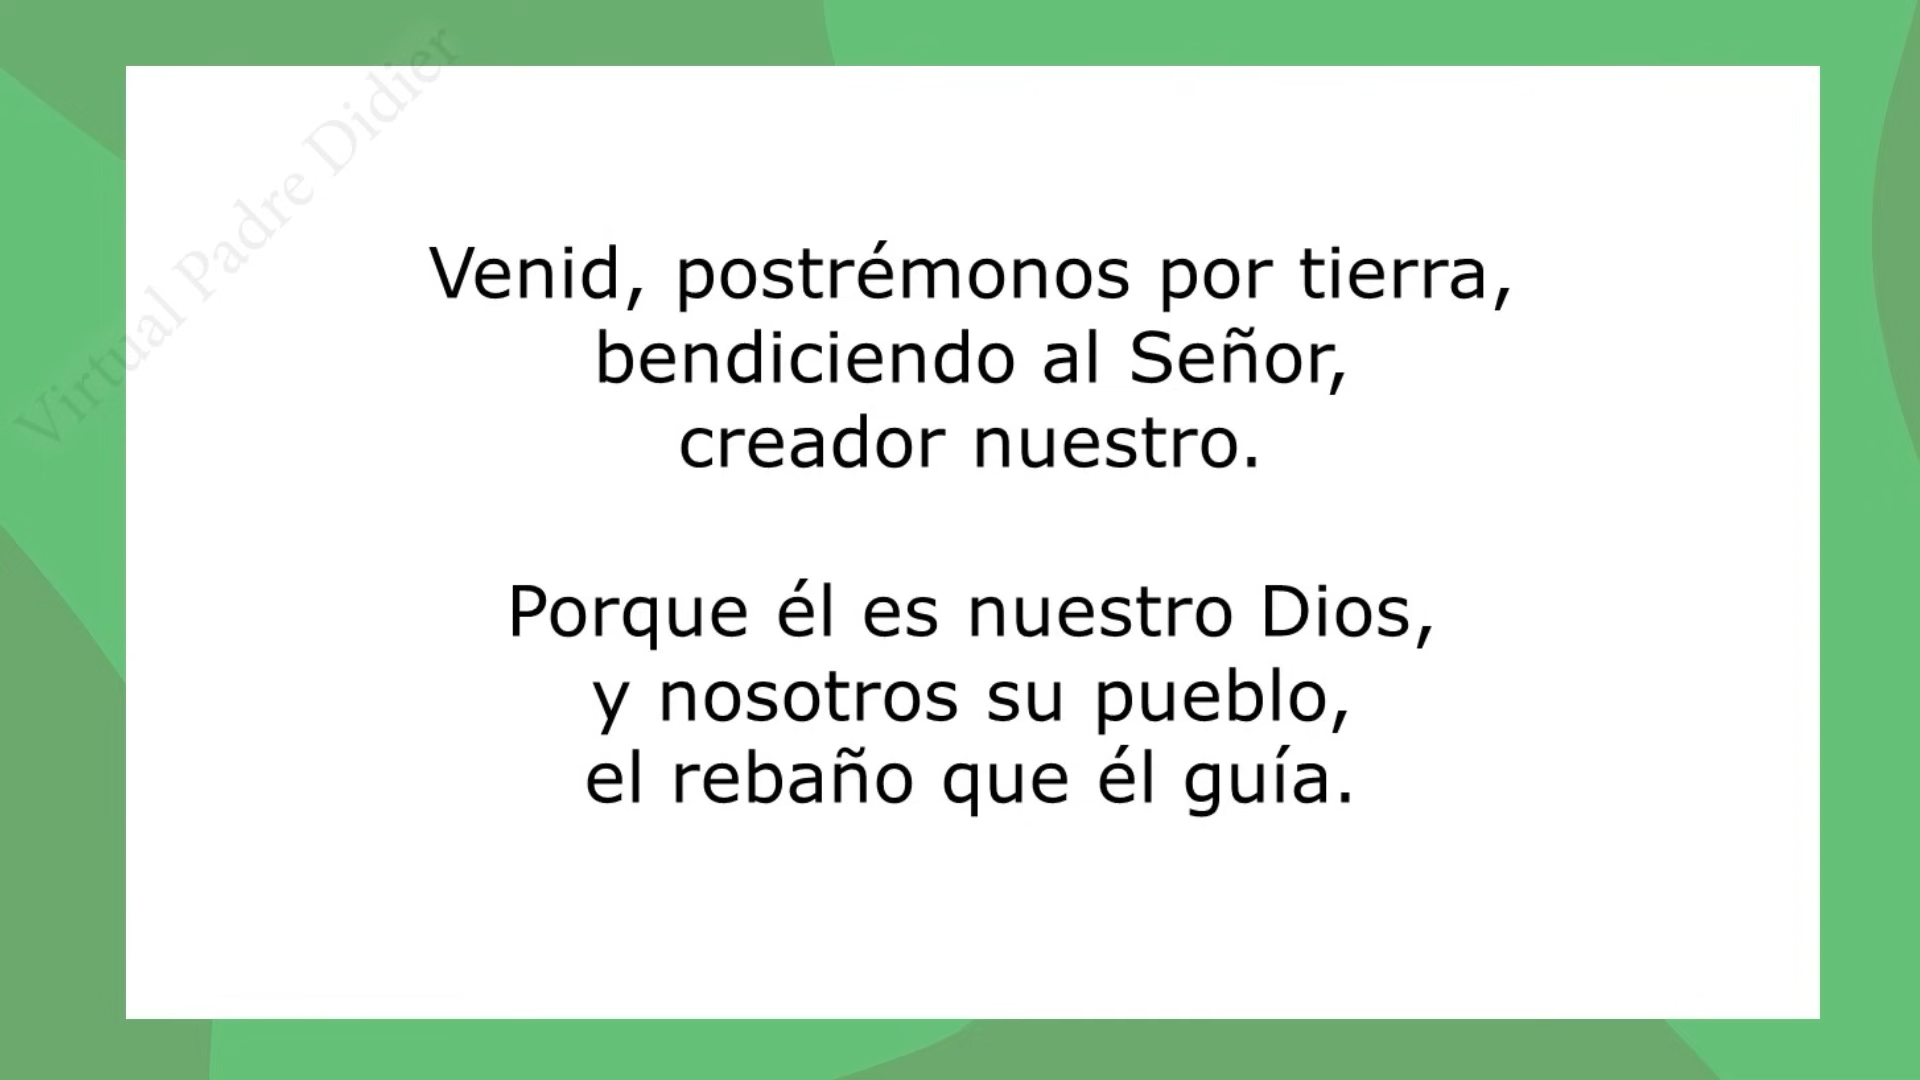 Virtual Padre Didier
Venid, postrémonos por tierra,
bendiciendo al Señor,
creador nuestro.
Porque él es nuestro Dios,
y nosotros su pueblo,
el rebaño que él guía.